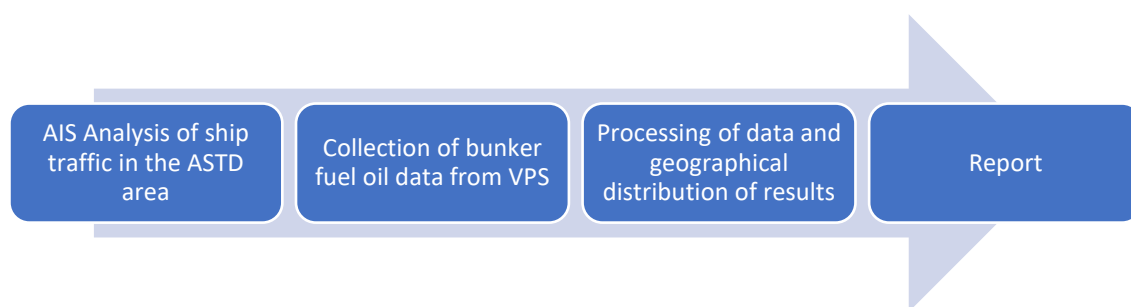 AIS Analysis of ship
traffic in the ASTD
area
Collection of bunker
fuel oil data from VPS
Processing of data and
geographical
distribution of results
Report